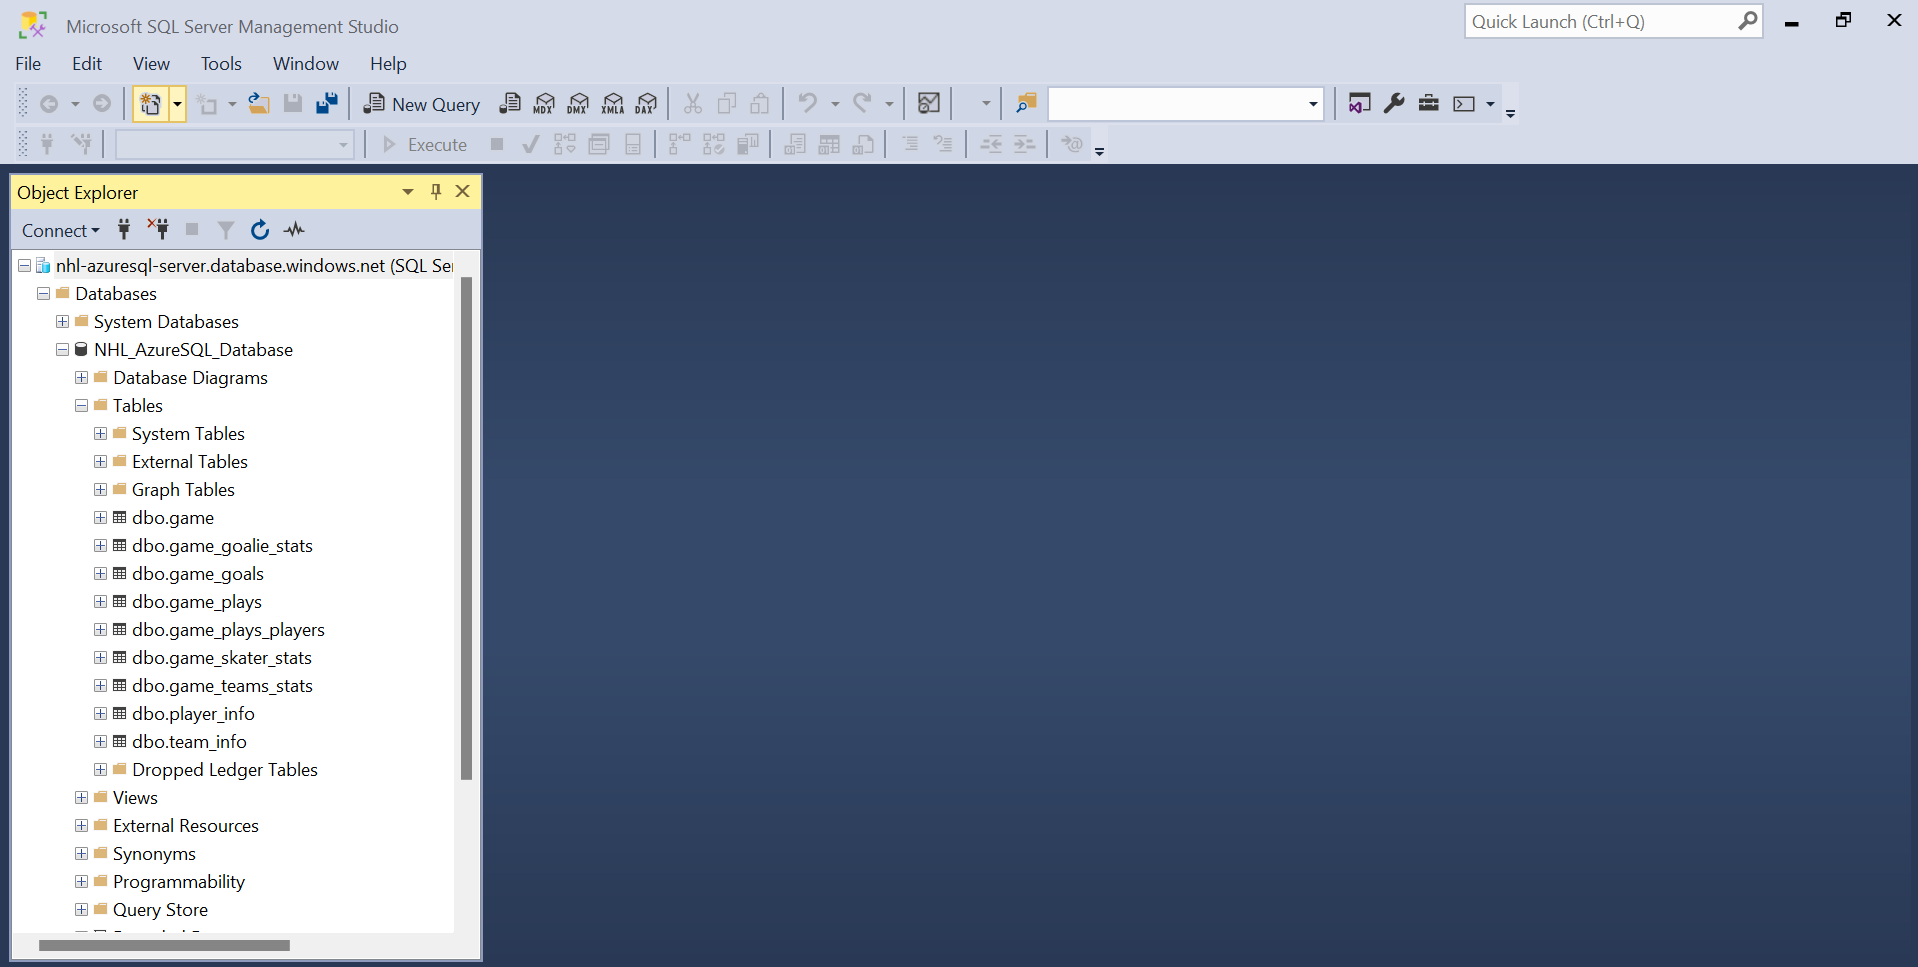 Microsoft SQL Server Management Studio
Quick Launch (Ctrl+Q)
File Edit View Tools Window Help
New Query MDX DMX XMLA DAX
Execute
Object Explorer
Connect
nhl-azuresql-server.database.windows.net (SQL Se
Databases
System Databases
NHL_AzureSQL_Database
Database Diagrams
Tables
System Tables
External Tables
Graph Tables
dbo.game
dbo.game_goalie_stats
dbo.game_goals
dbo.game_plays
dbo.game_plays_players
dbo.game_skater_stats
dbo.game_teams_stats
dbo.player_info
dbo.team_info
Dropped Ledger Tables
Views
External Resources
Synonyms
Programmability
Query Store